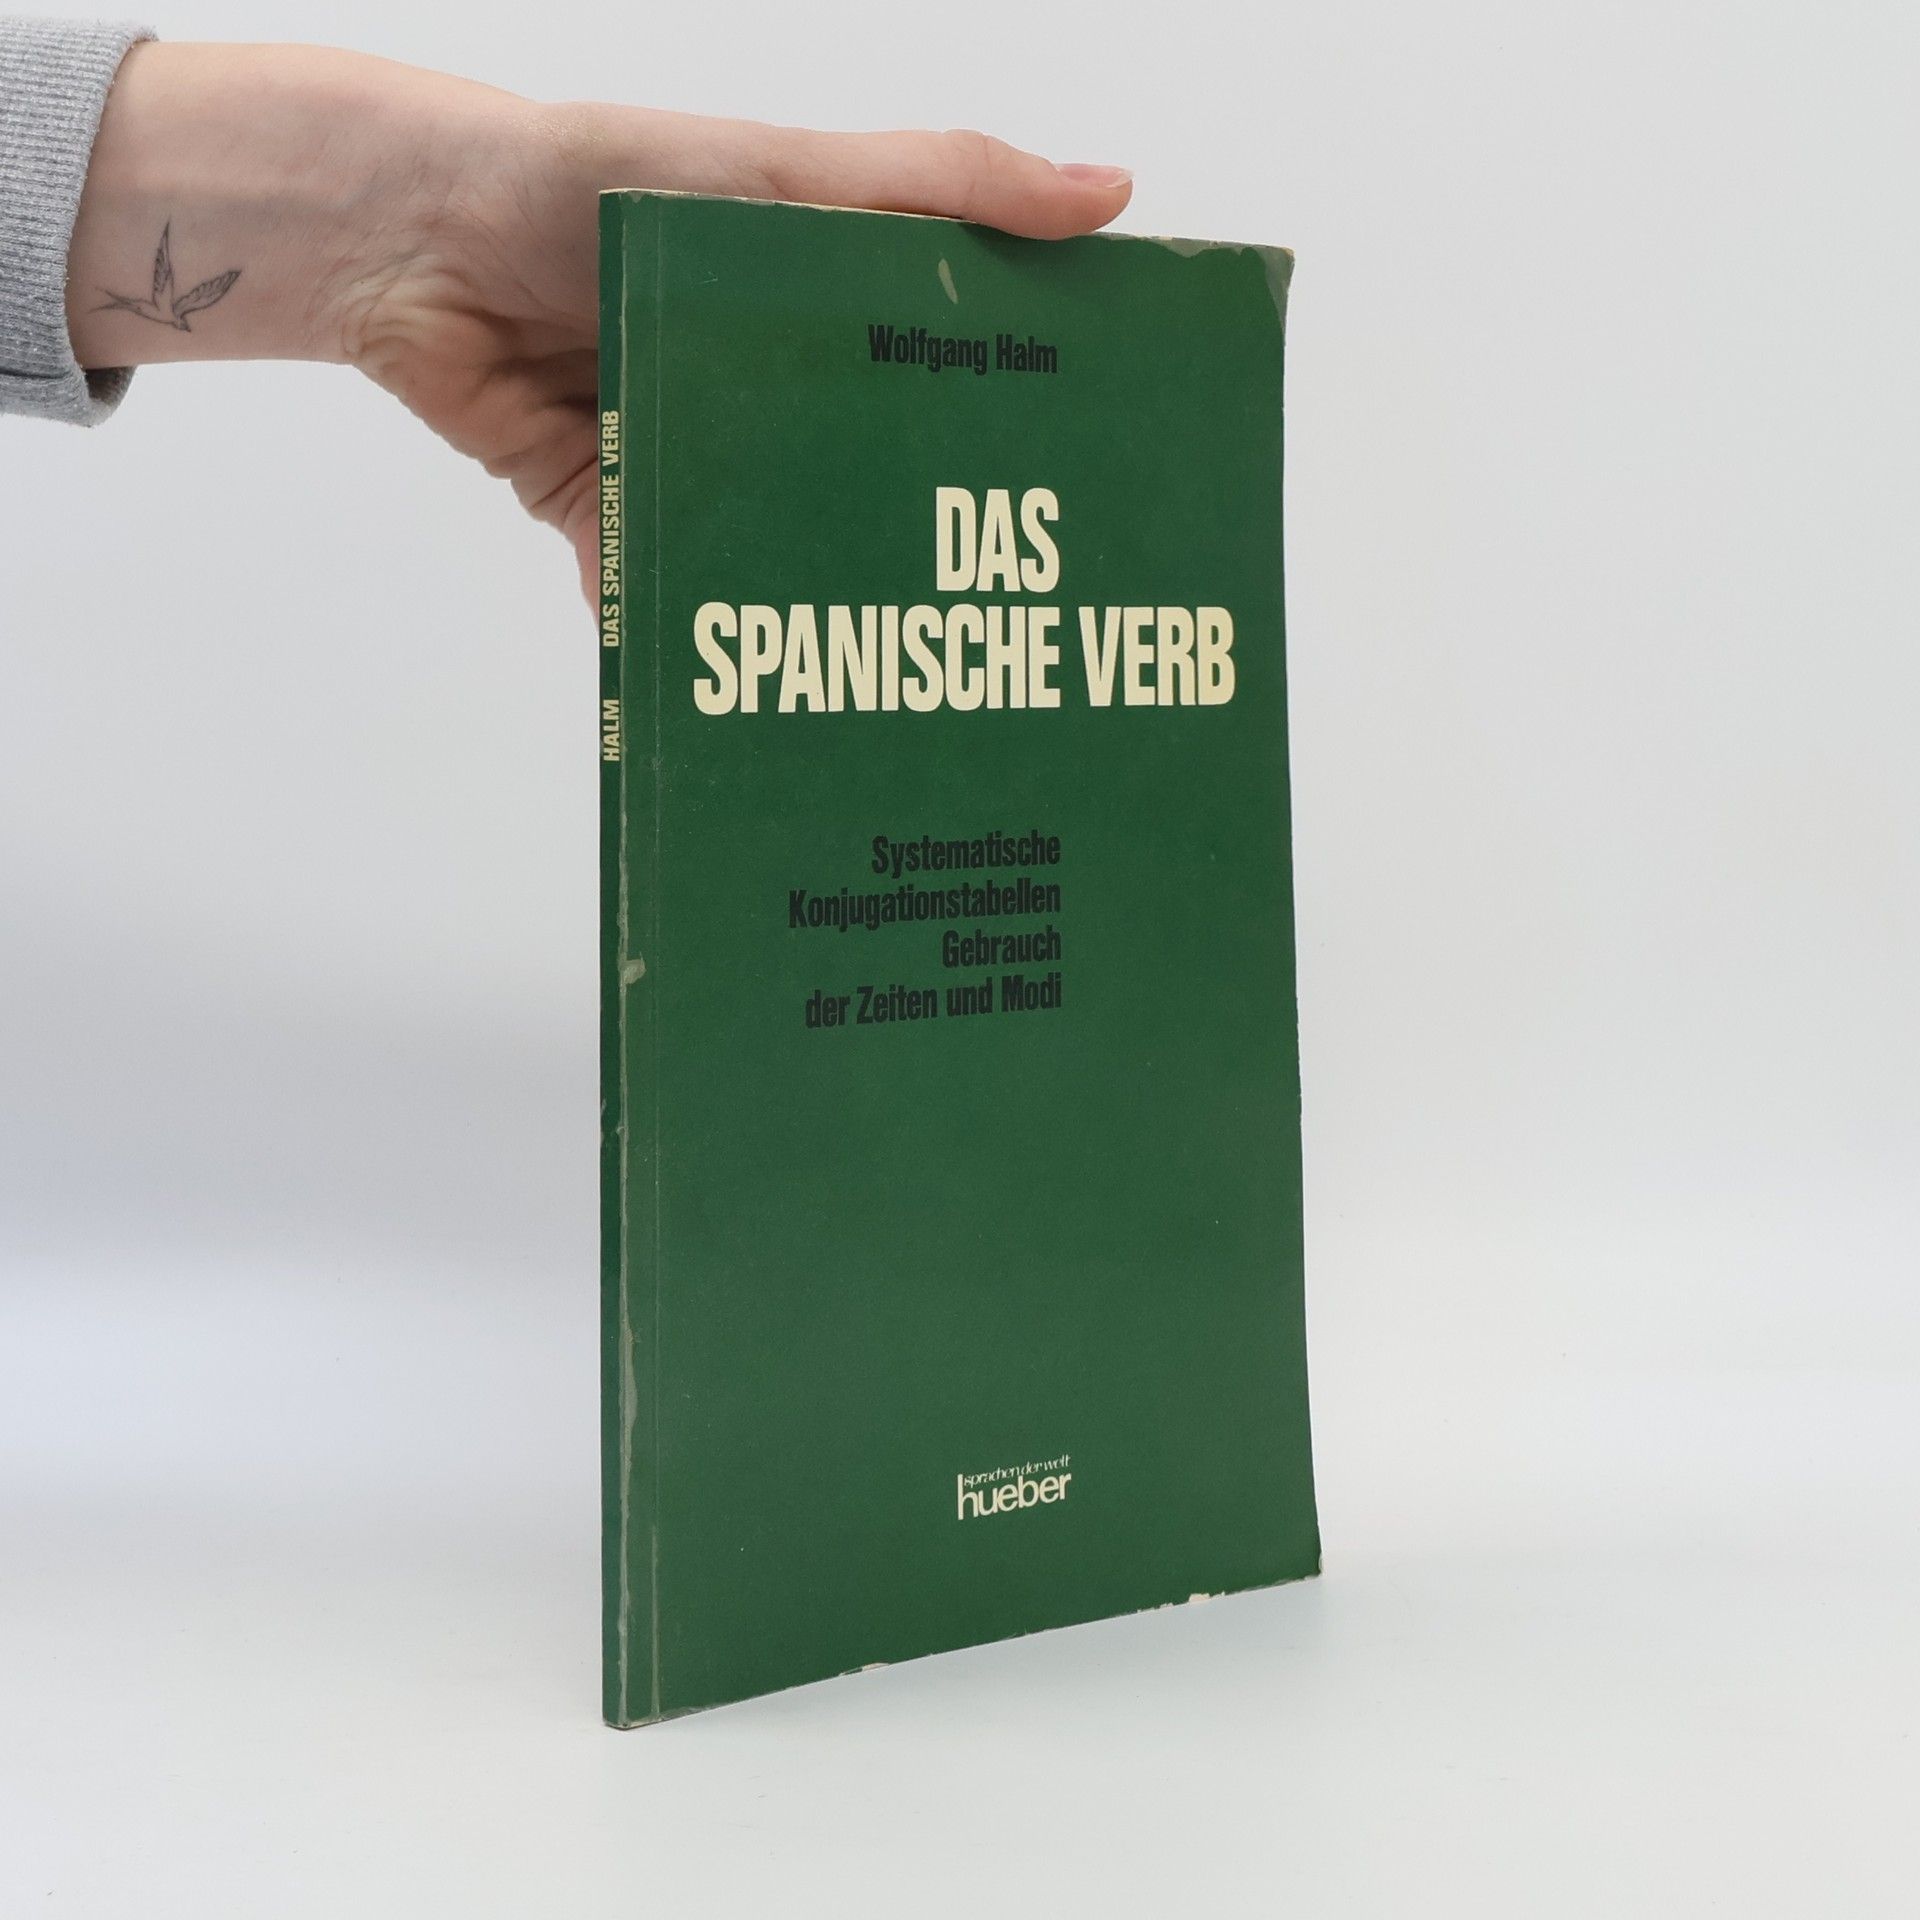 Wolfgang Halm
DAS
SPANISCHE VERB
Systematische
Konjugationstabellen
Gebrauch
der Zeiten und Modi
sprachen der welt
hueber
HALM DAS SPANISCHE VERB